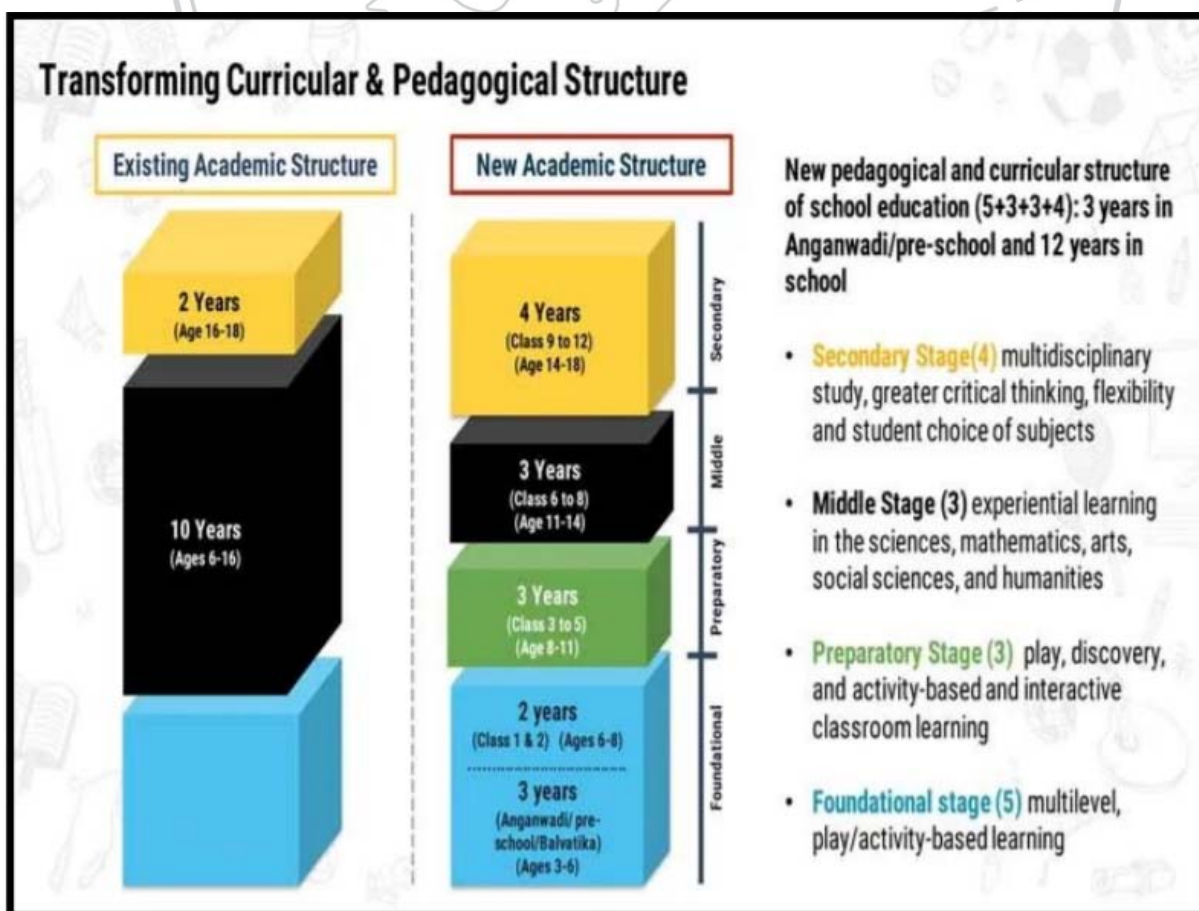 Transforming Curricular & Pedagogical Structure
Existing Academic Structure
2 Years
(Age 16-18)
10 Years
(Ages 6-16)
New Academic Structure
4 Years
(Class 9 to 12)
(Age 14-18)
3 Years
(Class 6 to 8)
(Age 11-14)
3 Years
(Class 3 to 5)
(Age 8-11)
2 years
(Class 1 & 2) (Ages 6-8)
3 years
(Anganwadi/ pre-
school/Balvatika)
(Ages 3-6)
Secondary
Middle
Preparatory
Foundational
New pedagogical and curricular structure
of school education (5+3+3+4): 3 years in
Anganwadi/pre-school and 12 years in
school
• Secondary Stage(4) multidisciplinary
study, greater critical thinking, flexibility
and student choice of subjects
• Middle Stage (3) experiential learning
in the sciences, mathematics, arts,
social sciences, and humanities
• Preparatory Stage (3) play, discovery,
and activity-based and interactive
classroom learning
• Foundational stage (5) multilevel,
play/activity-based learning